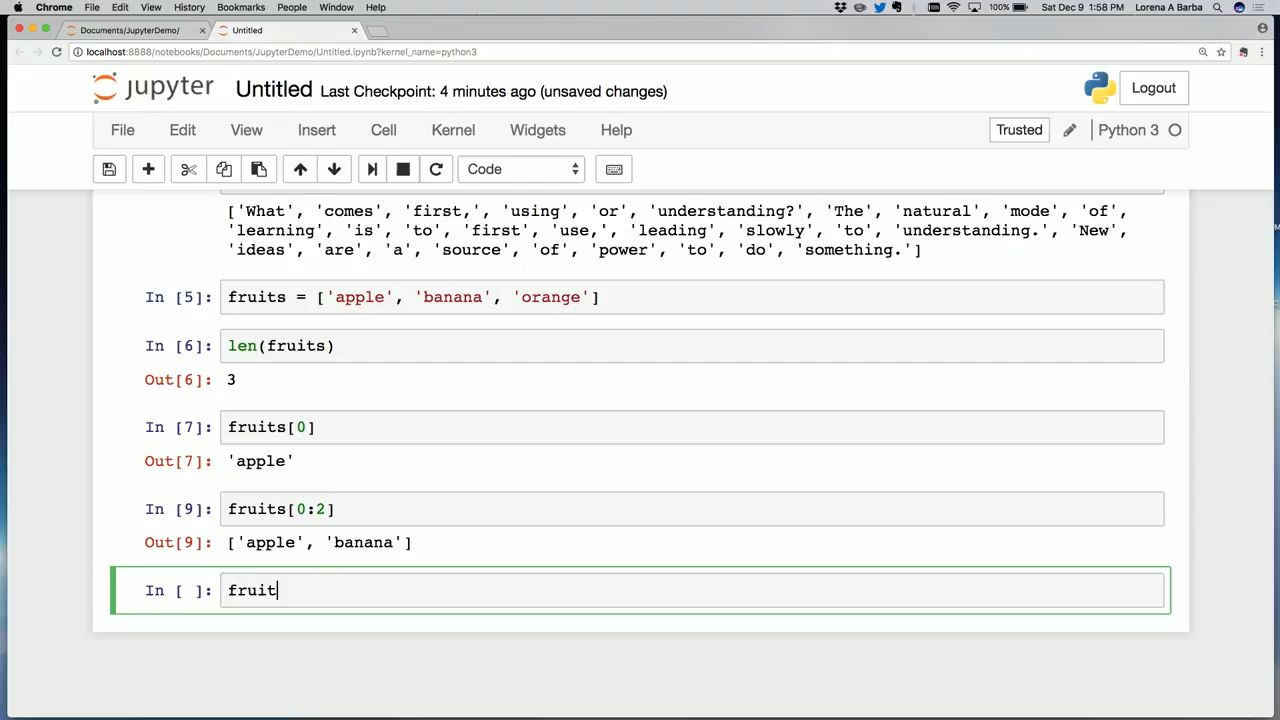 Chrome File Edit View History Bookmarks People Window Help 100% Sat Dec 9 1:58 PM Lorena A Barba
Documents/JupyterDemo/ Untitled
localhost:8888/notebooks/Documents/JupyterDemo/Untitled.ipynb?kernel_name=python3
jupyter Untitled Last Checkpoint: 4 minutes ago (unsaved changes) Logout
File Edit View Insert Cell Kernel Widgets Help Trusted Python 3
Code
['What', 'comes', 'first,', 'using', 'or', 'understanding?', 'The', 'natural', 'mode', 'of',
'learning', 'is', 'to', 'first', 'use,', 'leading', 'slowly', 'to', 'understanding.', 'New',
'ideas', 'are', 'a', 'source', 'of', 'power', 'to', 'do', 'something.']
In [5]: fruits = ['apple', 'banana', 'orange']
In [6]: len(fruits)
Out[6]: 3
In [7]: fruits[0]
Out[7]: 'apple'
In [9]: fruits[0:2]
Out[9]: ['apple', 'banana']
In [ ]: fruit